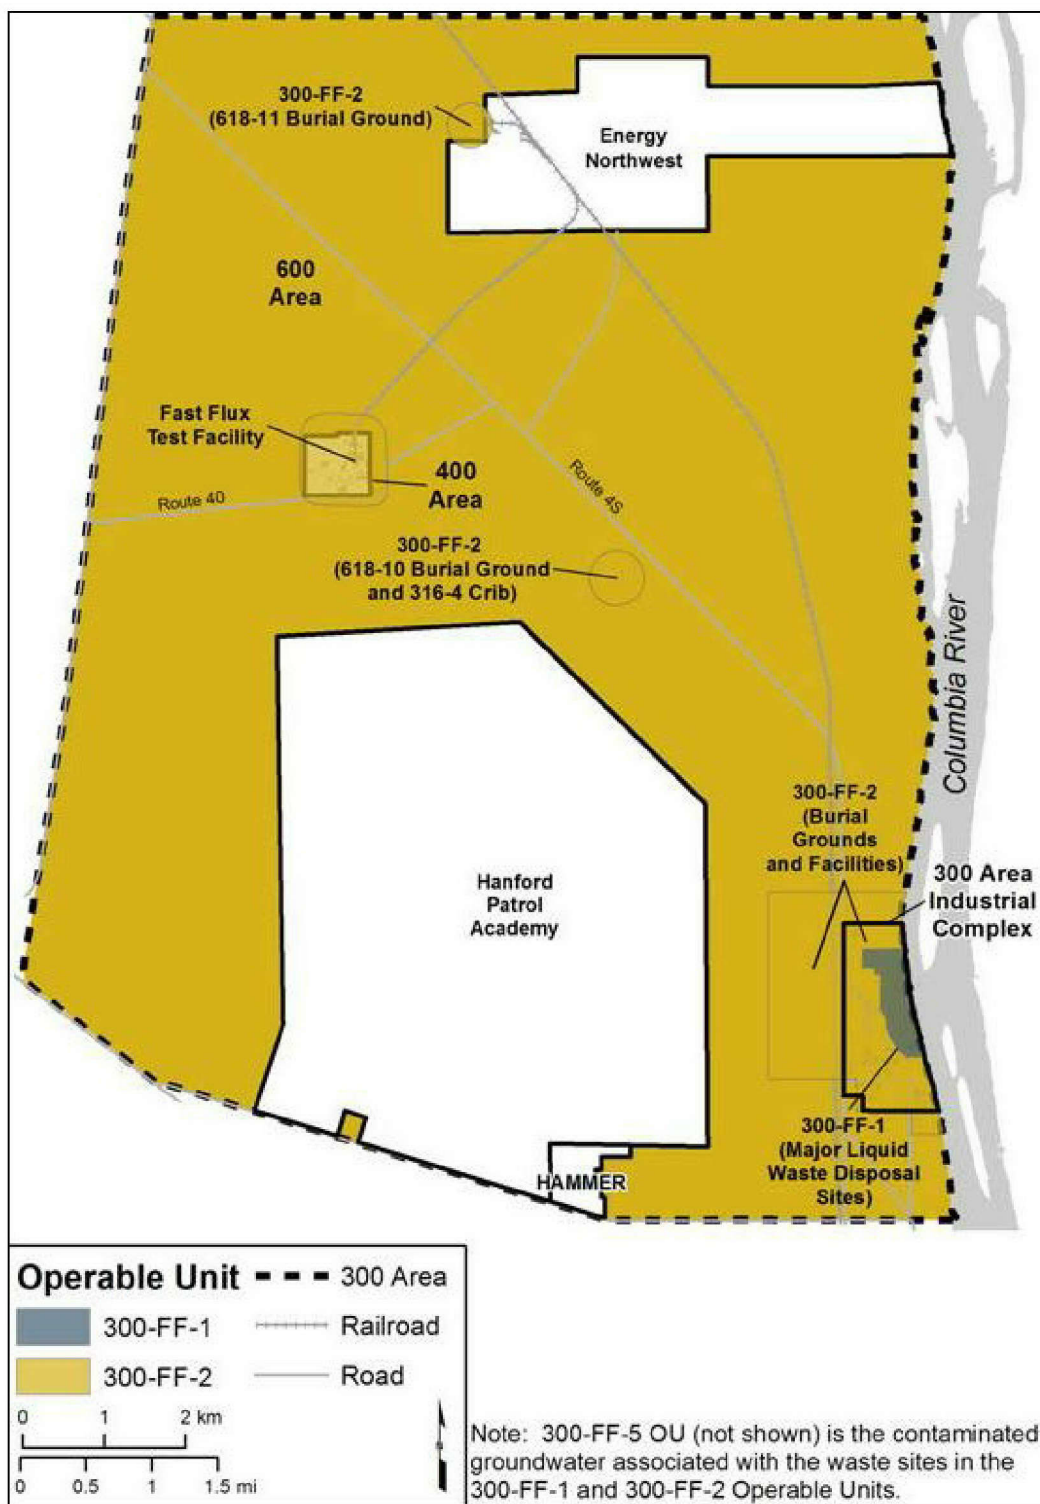 300-FF-2
(618-11 Burial Ground)
Energy
Northwest
600
Area
Fast Flux
Test Facility
400
Area
Route 40
Route 4S
300-FF-2
(618-10 Burial Ground
and 316-4 Crib)
Columbia River
300-FF-2
(Burial
Grounds
and Facilities)
300 Area
Industrial
Complex
Hanford
Patrol
Academy
300-FF-1
(Major Liquid
Waste Disposal
Sites)
HAMMER
Operable Unit
300 Area
300-FF-1
Railroad
300-FF-2
Road
0 1 2 km
0 0.5 1 1.5 mi
Note: 300-FF-5 OU (not shown) is the contaminated
groundwater associated with the waste sites in the
300-FF-1 and 300-FF-2 Operable Units.